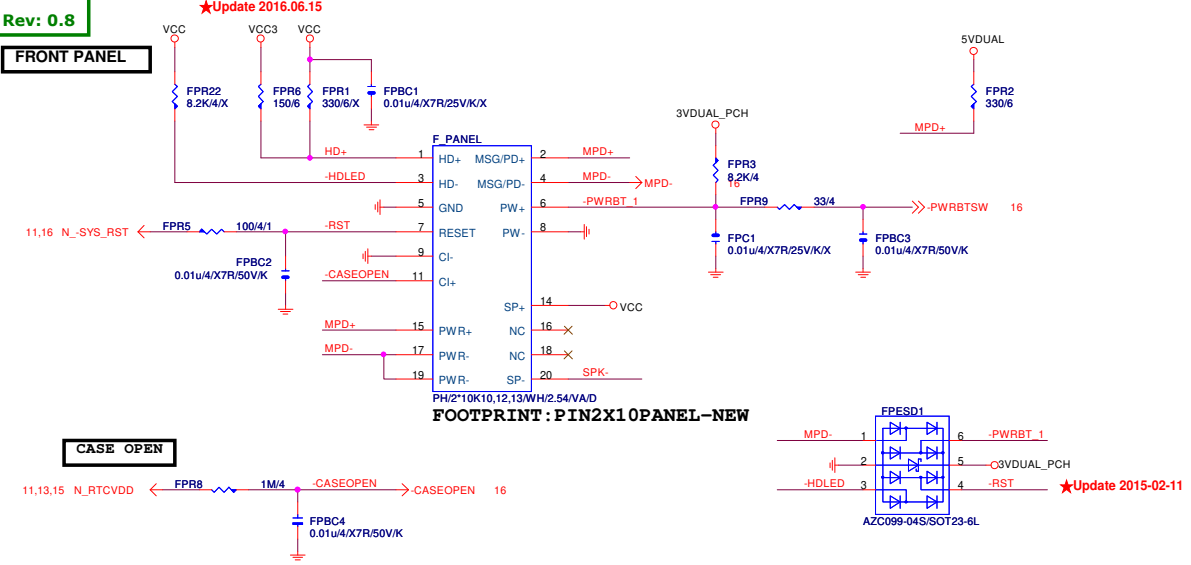 ★Update 2016.06.15
Rev: 0.8
FRONT PANEL
VCC
VCC3
VCC
5VDUAL
FPR22
8.2K/4/X
FPR6
150/6
FPR1
330/6/X
FPBC1
0.01u/4/X7R/25V/K/X
FPR2
330/6
MPD+
3VDUAL_PCH
FPR3
8.2K/4
F_PANEL
HD+
1
HD+
MSG/PD+
2
MPD+
-HDLED
3
HD-
MSG/PD-
4
MPD-
MPD-
16
5
GND
PW+
6
-PWRBT_1
FPR9
33/4
-PWRBTSW
16
11,16
N_-SYS_RST
FPR5
100/4/1
-RST
7
RESET
PW-
8
FPC1
0.01u/4/X7R/25V/K/X
FPBC3
0.01u/4/X7R/50V/K
9
CI-
FPBC2
0.01u/4/X7R/50V/K
-CASEOPEN
11
CI+
SP+
14
VCC
MPD+
15
PWR+
NC
16
MPD-
17
PWR-
NC
18
19
PWR-
SP-
20
SPK-
PH/2*10K10,12,13/WH/2.54/VA/D
FOOTPRINT:PIN2X10PANEL-NEW
FPESD1
MPD-
1
6
-PWRBT_1
2
5
3VDUAL_PCH
-HDLED
3
4
-RST
★Update 2015-02-11
AZC099-04S/SOT23-6L
CASE OPEN
11,13,15
N_RTCVDD
FPR8
1M/4
-CASEOPEN
-CASEOPEN
16
FPBC4
0.01u/4/X7R/50V/K